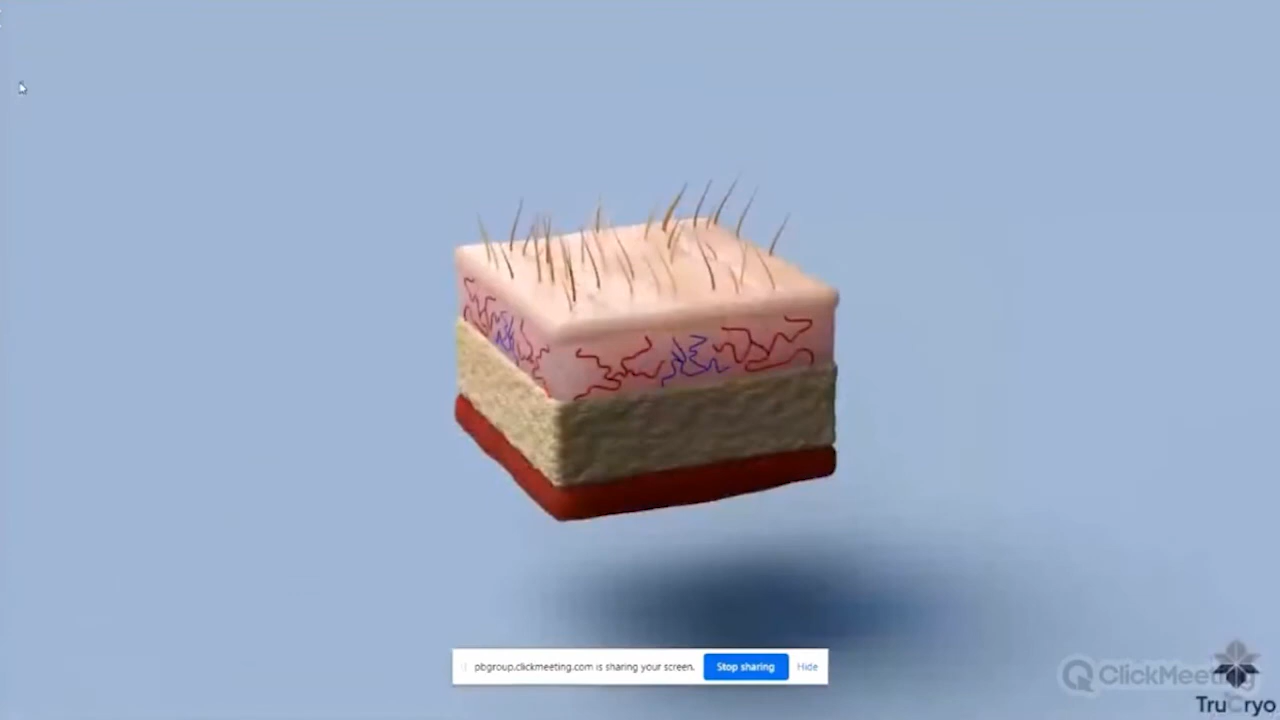 pbgroup.clickmeeting.com is sharing your screen.
Stop sharing
Hide
ClickMeeting
TruCryo